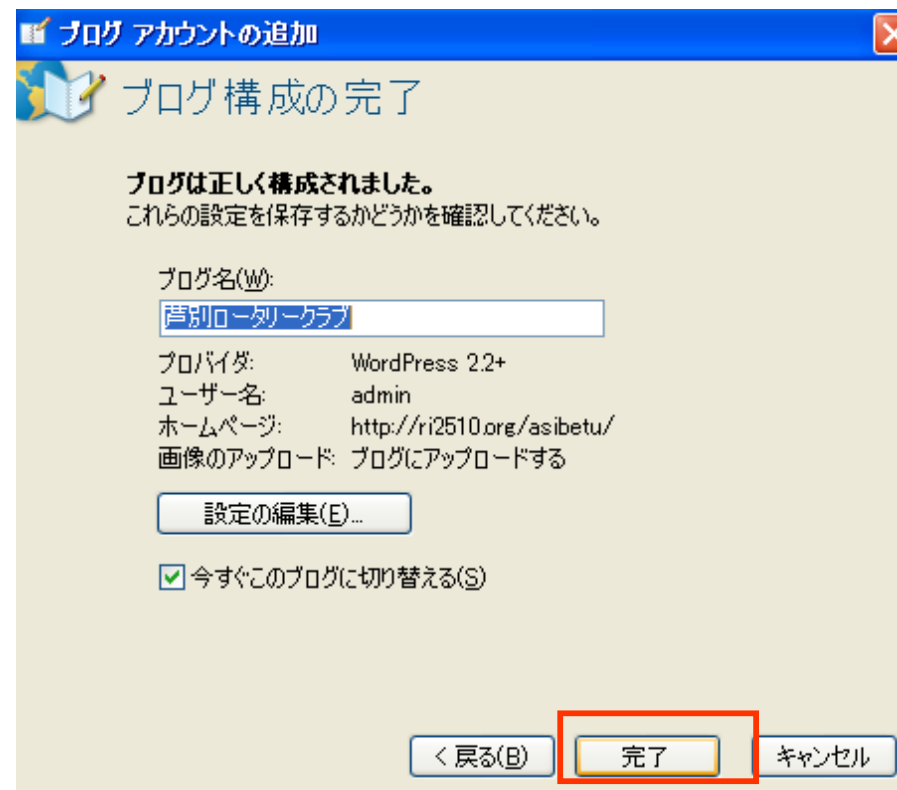 ブログ アカウントの追加
ブログ構成の完了
ブログは正しく構成されました。
これらの設定を保存するかどうかを確認してください。
ブログ名(W):
芦別ロータリークラブ
プロバイダ: WordPress 2.2+
ユーザー名: admin
ホームページ: http://ri2510.org/asibetu/
画像のアップロード: ブログにアップロードする
設定の編集(E)...
今すぐこのブログに切り替える(S)
< 戻る(B) 完了 キャンセル